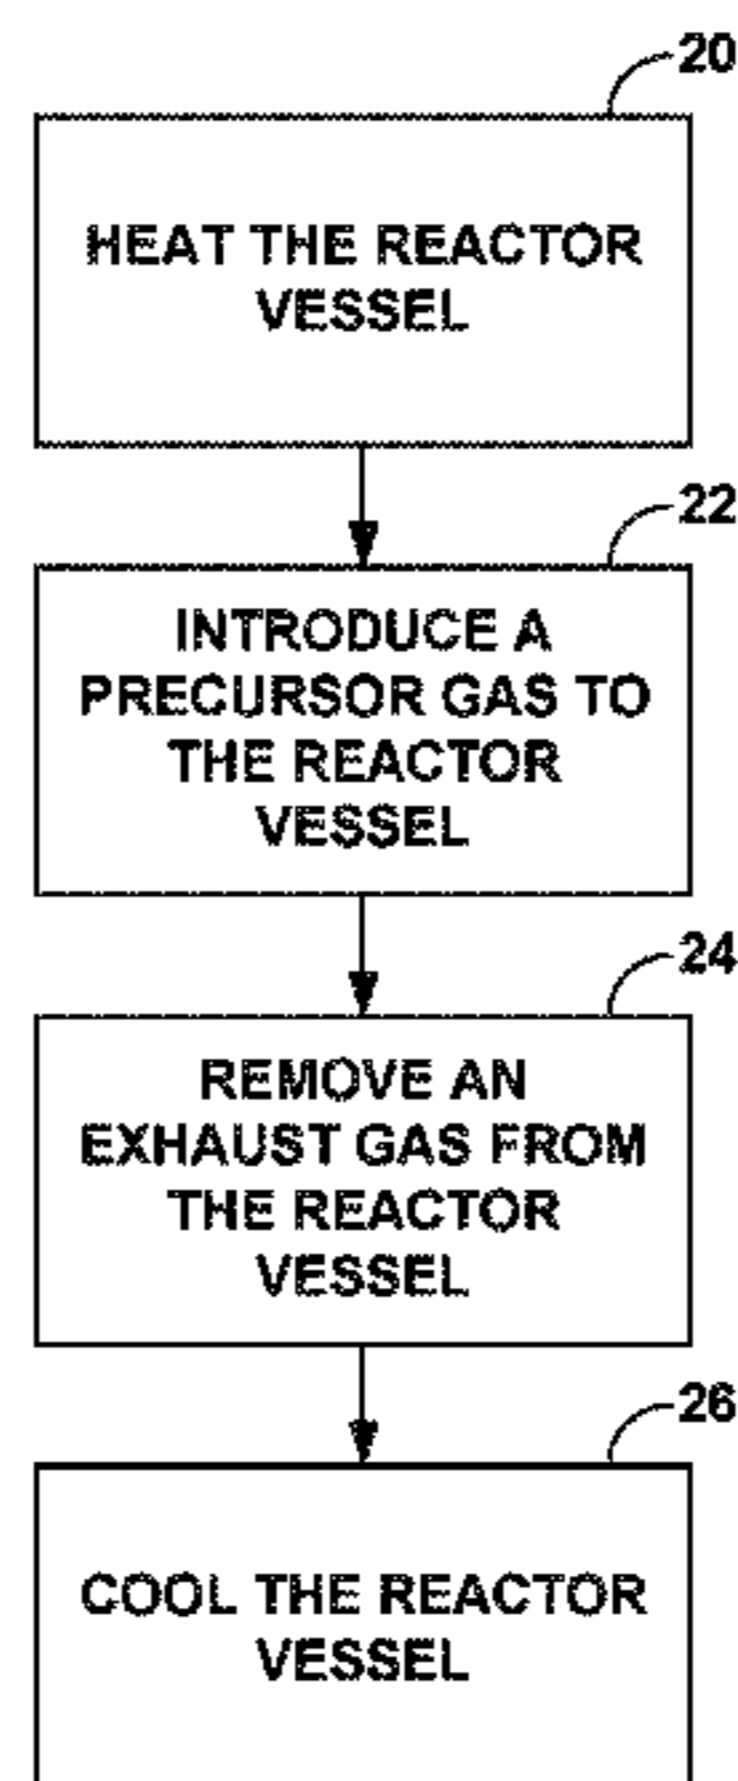 20
HEAT THE REACTOR
VESSEL
22
INTRODUCE A
PRECURSOR GAS TO
THE REACTOR
VESSEL
24
REMOVE AN
EXHAUST GAS FROM
THE REACTOR
VESSEL
26
COOL THE REACTOR
VESSEL